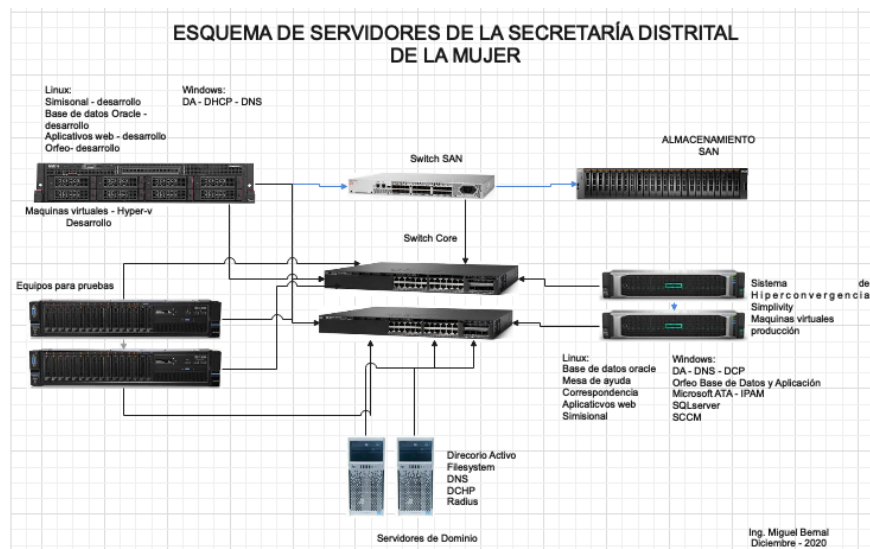 ESQUEMA DE SERVIDORES DE LA SECRETARÍA DISTRITAL
DE LA MUJER
Linux:
Simisonal - desarrollo
Base de datos Oracle -
desarrollo
Aplicativos web - desarrollo
Orfeo- desarrollo
Windows:
DA - DHCP - DNS
Switch SAN
ALMACENAMIENTO
SAN
Maquinas virtuales - Hyper-v
Desarrollo
Switch Core
Equipos para pruebas
Sistema de
Hiperconvergencia
Simplivity
Maquinas virtuales
producción
Linux:
Base de datos oracle
Mesa de ayuda
Correspondencia
Aplicaticvos web
Simisional
Windows:
DA - DNS - DCP
Orfeo Base de Datos y Aplicación
Microsoft ATA - IPAM
SQLserver
SCCM
Direcorio Activo
Filesystem
DNS
DCHP
Radius
Servidores de Dominio
Ing. Miguel Bernal
Diciembre - 2020